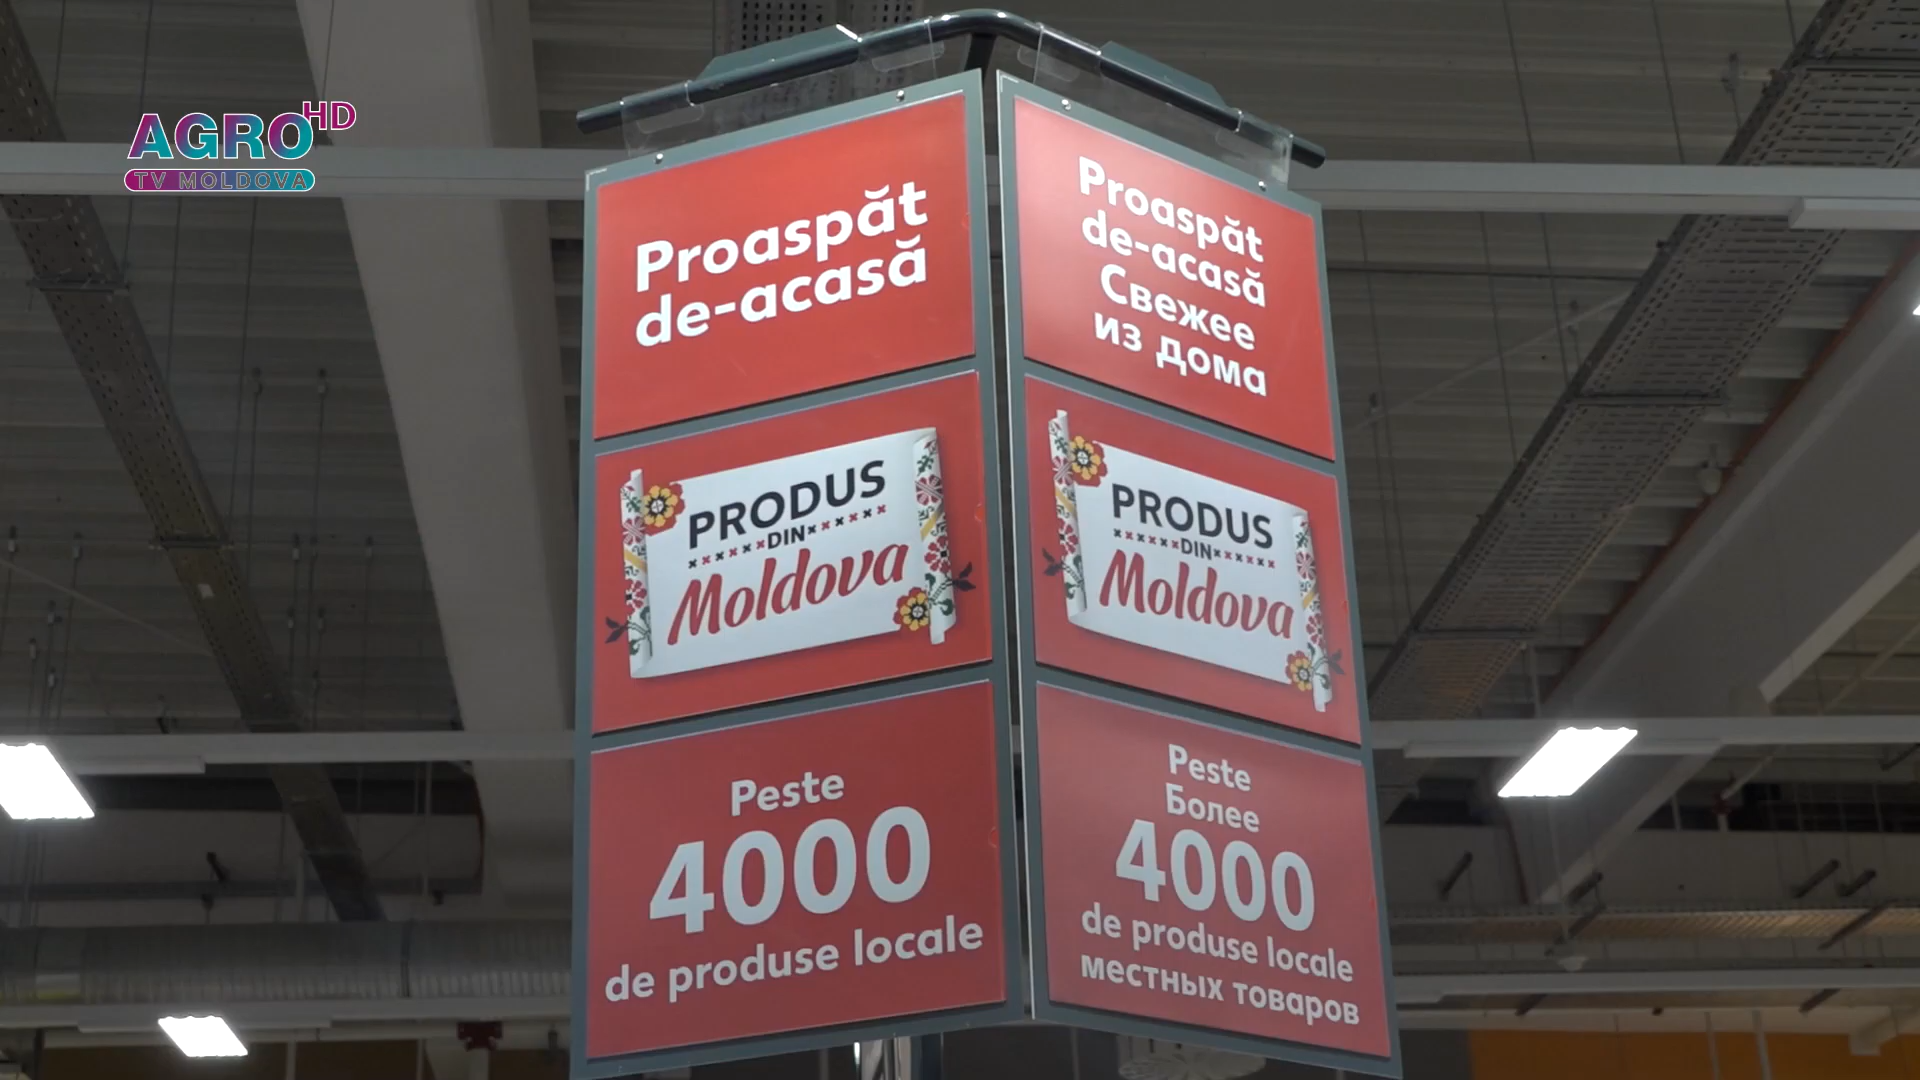 AGRO HD
TV MOLDOVA
Proaspăt
de-acasă
PRODUS
DIN
Moldova
Peste
4000
de produse locale
Proaspăt
de-acasă
Свежее
из дома
PRODUS
DIN
Moldova
Peste
Более
4000
de produse locale
местных товаров